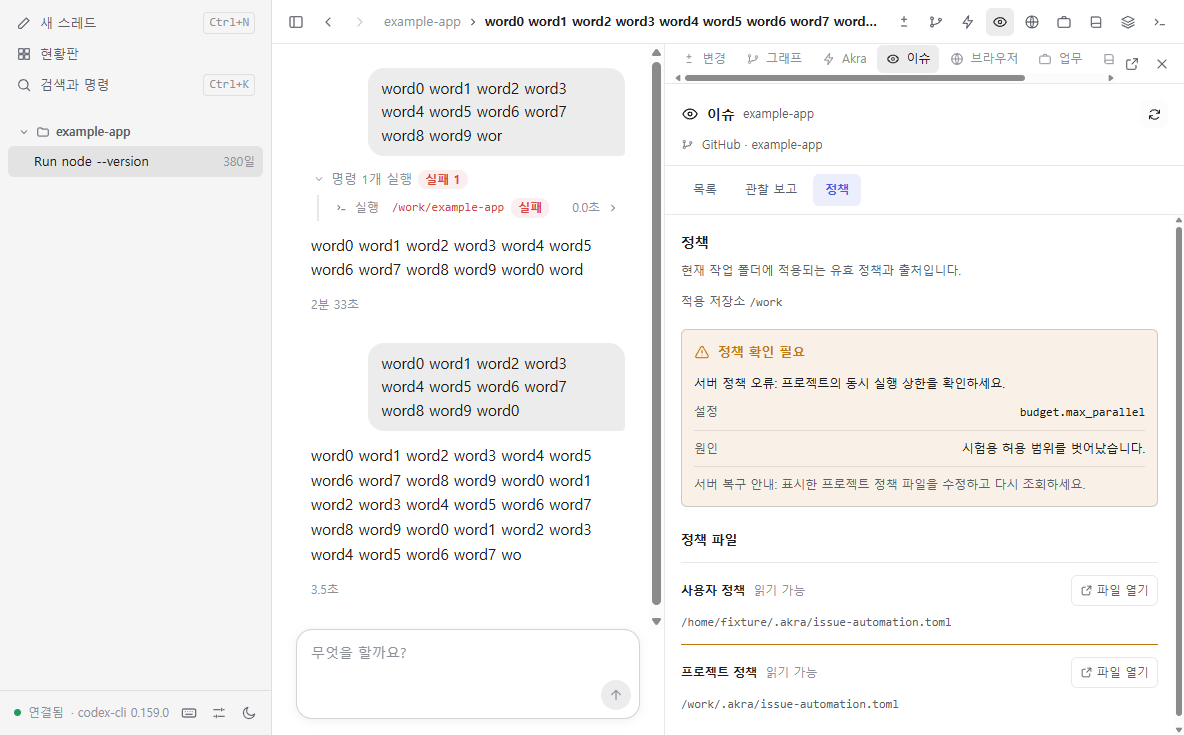 새 스레드 Ctrl+N
현황판
검색과 명령 Ctrl+K
example-app
Run node --version 380일
연결됨 · codex-cli 0.159.0
example-app > word0 word1 word2 word3 word4 word5 word6 word7 word...
word0 word1 word2 word3
word4 word5 word6 word7
word8 word9 wor
명령 1개 실행 실패 1
실행 /work/example-app 실패 0.0초
word0 word1 word2 word3 word4 word5
word6 word7 word8 word9 word0 word
2분 33초
word0 word1 word2 word3
word4 word5 word6 word7
word8 word9 word0
word0 word1 word2 word3 word4 word5
word6 word7 word8 word9 word0 word1
word2 word3 word4 word5 word6 word7
word8 word9 word0 word1 word2 word3
word4 word5 word6 word7 wo
3.5초
무엇을 할까요?
변경 그래프 Akra 이슈 브라우저 업무
이슈 example-app
GitHub · example-app
목록 관찰 보고 정책
정책
현재 작업 폴더에 적용되는 유효 정책과 출처입니다.
적용 저장소 /work
정책 확인 필요
서버 정책 오류: 프로젝트의 동시 실행 상한을 확인하세요.
설정 budget.max_parallel
원인 시험용 허용 범위를 벗어났습니다.
서버 복구 안내: 표시한 프로젝트 정책 파일을 수정하고 다시 조회하세요.
정책 파일
사용자 정책 읽기 가능 파일 열기
/home/fixture/.akra/issue-automation.toml
프로젝트 정책 읽기 가능 파일 열기
/work/.akra/issue-automation.toml